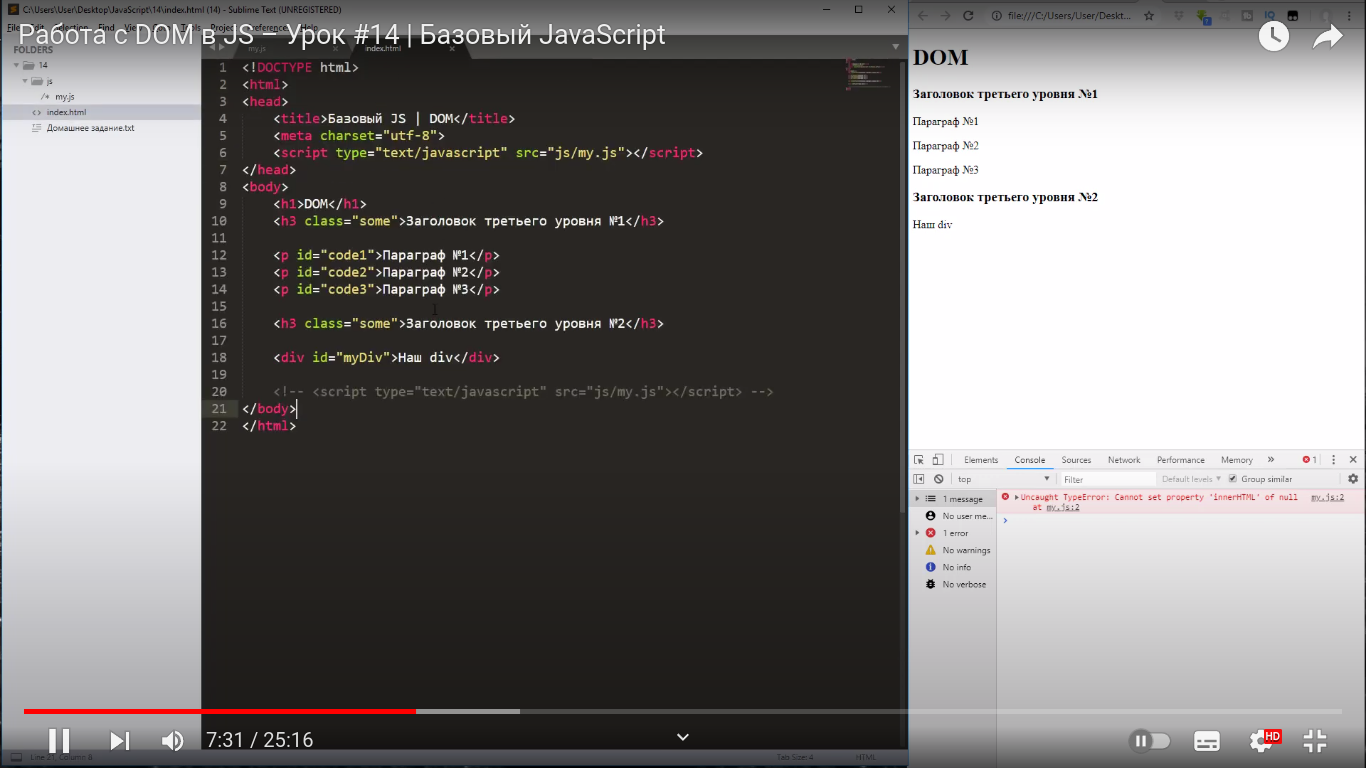 C:\Users\User\Desktop\JavaScript\14\index.html (14) - Sublime Text (UNREGISTERED)
Работа с DOM в JS — Урок #14 | Базовый JavaScript
FOLDERS
14
js
my.js
index.html
Домашнее задание.txt
my.js
index.html
1 <!DOCTYPE html>
2 <html>
3 <head>
4 <title>Базовый JS | DOM</title>
5 <meta charset="utf-8">
6 <script type="text/javascript" src="js/my.js"></script>
7 </head>
8 <body>
9 <h1>DOM</h1>
10 <h3 class="some">Заголовок третьего уровня №1</h3>
11
12 <p id="code1">Параграф №1</p>
13 <p id="code2">Параграф №2</p>
14 <p id="code3">Параграф №3</p>
15
16 <h3 class="some">Заголовок третьего уровня №2</h3>
17
18 <div id="myDiv">Наш div</div>
19
20 <!-- <script type="text/javascript" src="js/my.js"></script> -->
21 </body>
22 </html>
file:///C:/Users/User/Deskt...
DOM
Заголовок третьего уровня №1
Параграф №1
Параграф №2
Параграф №3
Заголовок третьего уровня №2
Наш div
Elements Console Sources Network Performance Memory » 1
top Filter Default levels Group similar
1 message
No user me...
1 error
No warnings
No info
No verbose
Uncaught TypeError: Cannot set property 'innerHTML' of null my.js:2
at my.js:2
7:31 / 25:16
HD
Line 21, Column 8
Tab Size: 4
HTML